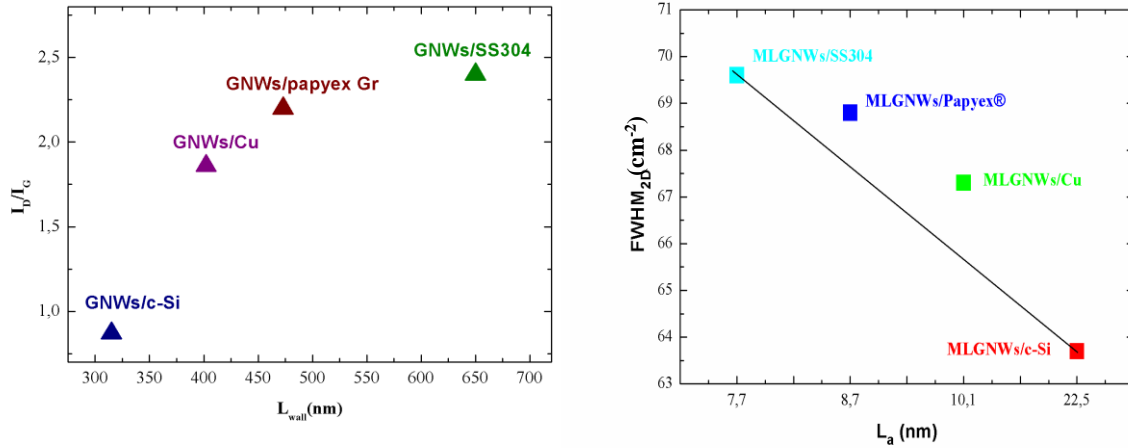 2,5
2,0
1,5
1,0
I_D/I_G
GNWs/SS304
GNWs/papyex Gr
GNWs/Cu
GNWs/c-Si
300 350 400 450 500 550 600 650 700
L_wall(nm)
71
70
69
68
67
66
65
64
63
FWHM_2D(cm⁻²)
MLGNWs/SS304
MLGNWs/Papyex®
MLGNWs/Cu
MLGNWs/c-Si
7,7 8,7 10,1 22,5
L_a (nm)